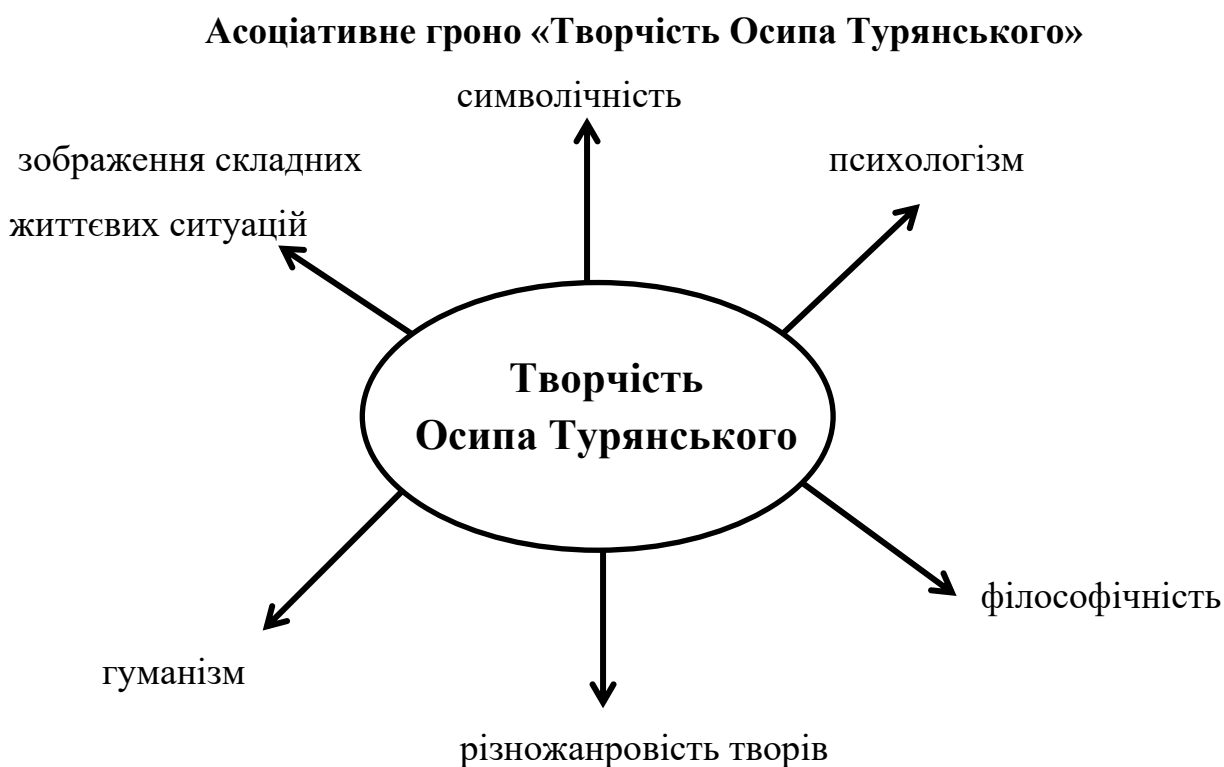 Асоціативне гроно «Творчість Осипа Турянського»
символічність
зображення складних
життєвих ситуацій
психологізм
Творчість
Осипа Турянського
філософічність
гуманізм
різножанровість творів